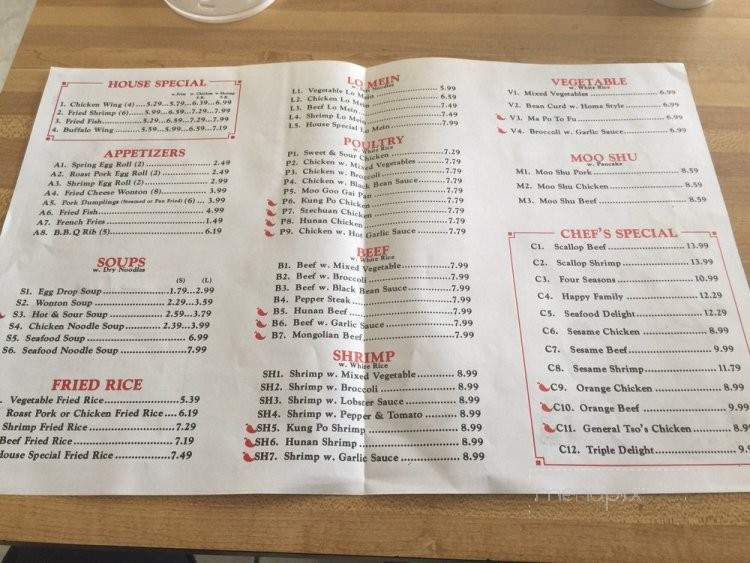 HOUSE SPECIAL
w. Fries w. Chicken w. Shrimp
F.R. F.R.
1. Chicken Wing (4)....5.29...5.79...6.19...6.99
2. Fried Shrimp (6)......5.29...5.79...7.29...7.99
3. Fried Fish................5.29...6.59...7.29...7.99
4. Buffalo Wing.........5.59...5.99...6.59...7.19
APPETIZERS
A1. Spring Egg Roll (2) 2.49
A2. Roast Pork Egg Roll (2) 2.49
A3. Shrimp Egg Roll (2) 2.99
A4. Fried Cheese Wonton (8) 3.99
A5. Pork Dumplings (Steamed or Pan Fried) (6) ... 3.99
A6. Fried Fish 4.99
A7. French Fries 1.49
A8. B.B.Q Rib (5) 6.19
SOUPS
w. Dry Noodles
(S) (L)
S1. Egg Drop Soup 1.79...2.99
S2. Wonton Soup 2.29...3.59
S3. Hot & Sour Soup 2.59...3.79
S4. Chicken Noodle Soup 2.39...3.99
S5. Seafood Soup 6.99
S6. Seafood Noodle Soup 7.99
FRIED RICE
Vegetable Fried Rice 5.39
Roast Pork or Chicken Fried Rice 6.19
Shrimp Fried Rice 7.29
Beef Fried Rice 7.19
House Special Fried Rice 7.49
LO MEIN
L1. Vegetable Lo Mein 5.99
L2. Chicken Lo Mein 6.59
L3. Beef Lo Mein 7.49
L4. Shrimp Lo Mein 7.49
L5. House Special Lo Mein 7.99
POULTRY
w. White Rice
P1. Sweet & Sour Chicken 7.29
P2. Chicken w. Mixed Vegetables 7.79
P3. Chicken w. Broccoli 7.79
P4. Chicken w. Black Bean Sauce 7.79
P5. Moo Goo Gai Pan 7.79
P6. Kung Po Chicken 7.79
P7. Szechuan Chicken 7.79
P8. Hunan Chicken 7.79
P9. Chicken w. Hot Garlic Sauce 7.79
BEEF
w. White Rice
B1. Beef w. Mixed Vegetable 7.99
B2. Beef w. Broccoli 7.99
B3. Beef w. Black Bean Sauce 7.99
B4. Pepper Steak 7.99
B5. Hunan Beef 7.99
B6. Beef w. Garlic Sauce 7.99
B7. Mongolian Beef 7.99
SHRIMP
w. White Rice
SH1. Shrimp w. Mixed Vegetable 8.99
SH2. Shrimp w. Broccoli 8.99
SH3. Shrimp w. Lobster Sauce 8.99
SH4. Shrimp w. Pepper & Tomato 8.99
SH5. Kung Po Shrimp 8.99
SH6. Hunan Shrimp 8.99
SH7. Shrimp w. Garlic Sauce 8.99
VEGETABLE
w. White Rice
V1. Mixed Vegetables 6.99
V2. Bean Curd w. Home Style 6.99
V3. Ma Po To Fu 6.99
V4. Broccoli w. Garlic Sauce 6.99
MOO SHU
w. Pancake
M1. Moo Shu Pork 8.59
M2. Moo Shu Chicken 8.59
M3. Moo Shu Beef 8.59
CHEF'S SPECIAL
C1. Scallop Beef 13.99
C2. Scallop Shrimp 13.99
C3. Four Seasons 10.99
C4. Happy Family 12.29
C5. Seafood Delight 12.29
C6. Sesame Chicken 8.99
C7. Sesame Beef 9.99
C8. Sesame Shrimp 11.79
C9. Orange Chicken 8.99
C10. Orange Beef 9.99
C11. General Tso's Chicken 8.99
C12. Triple Delight 9.9
menupix